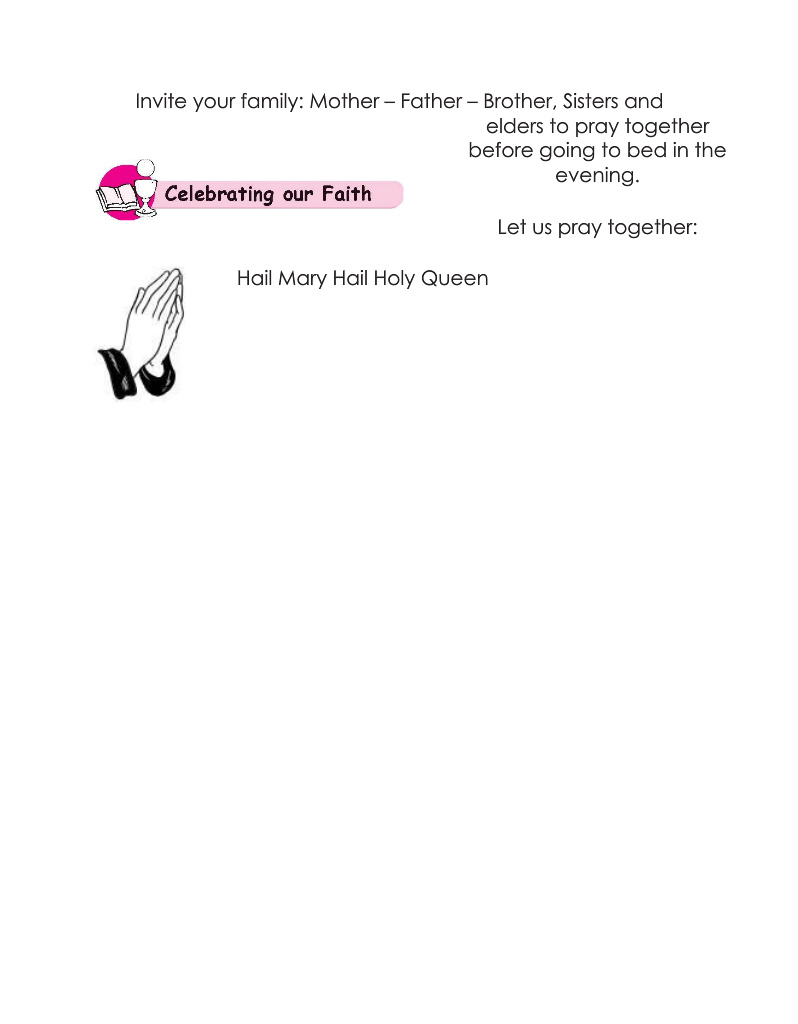 Invite your family: Mother – Father – Brother, Sisters and
elders to pray together
before going to bed in the
evening.
Celebrating our Faith
Let us pray together:
Hail Mary Hail Holy Queen